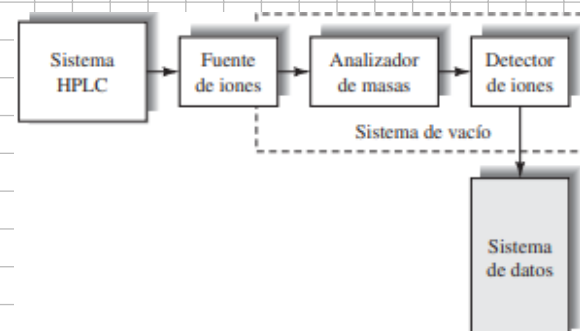 Sistema
HPLC
Fuente
de iones
Analizador
de masas
Detector
de iones
Sistema de vacío
Sistema
de datos